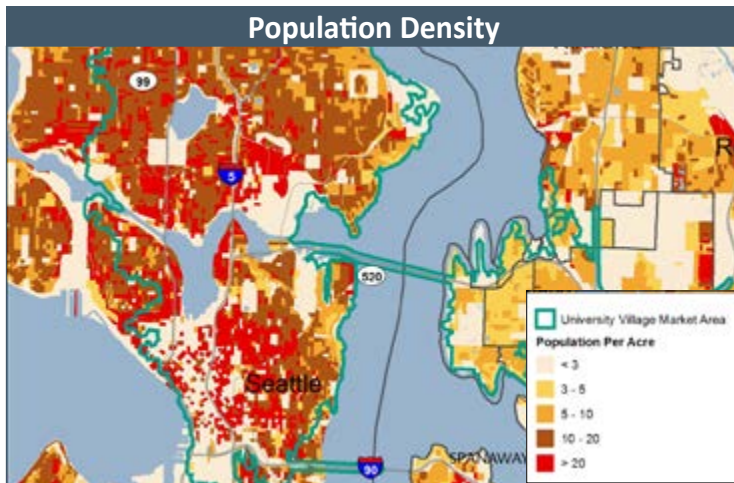 Population Density
99
R
5
520
Seattle
90
SPANAWAY
University Village Market Area
Population Per Acre
< 3
3 - 5
5 - 10
10 - 20
> 20